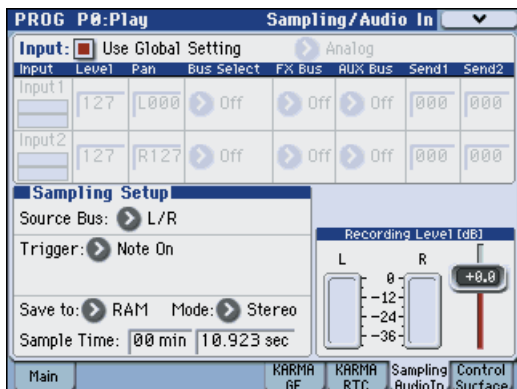 PROG P0:Play Sampling/Audio In
Input: Use Global Setting Analog
Input Level Pan Bus Select FX Bus AUX Bus Send1 Send2
Input1
127 L000 Off Off Off 000 000
Input2
127 R127 Off Off Off 000 000
Sampling Setup
Source Bus: L/R
Recording Level [dB]
Trigger: Note On
L R
0
+0.0
-12
-24
-36
Save to: RAM Mode: Stereo
Sample Time: 00 min 10.923 sec
Main
KARMA GE
KARMA RTC
Sampling AudioIn
Control Surface